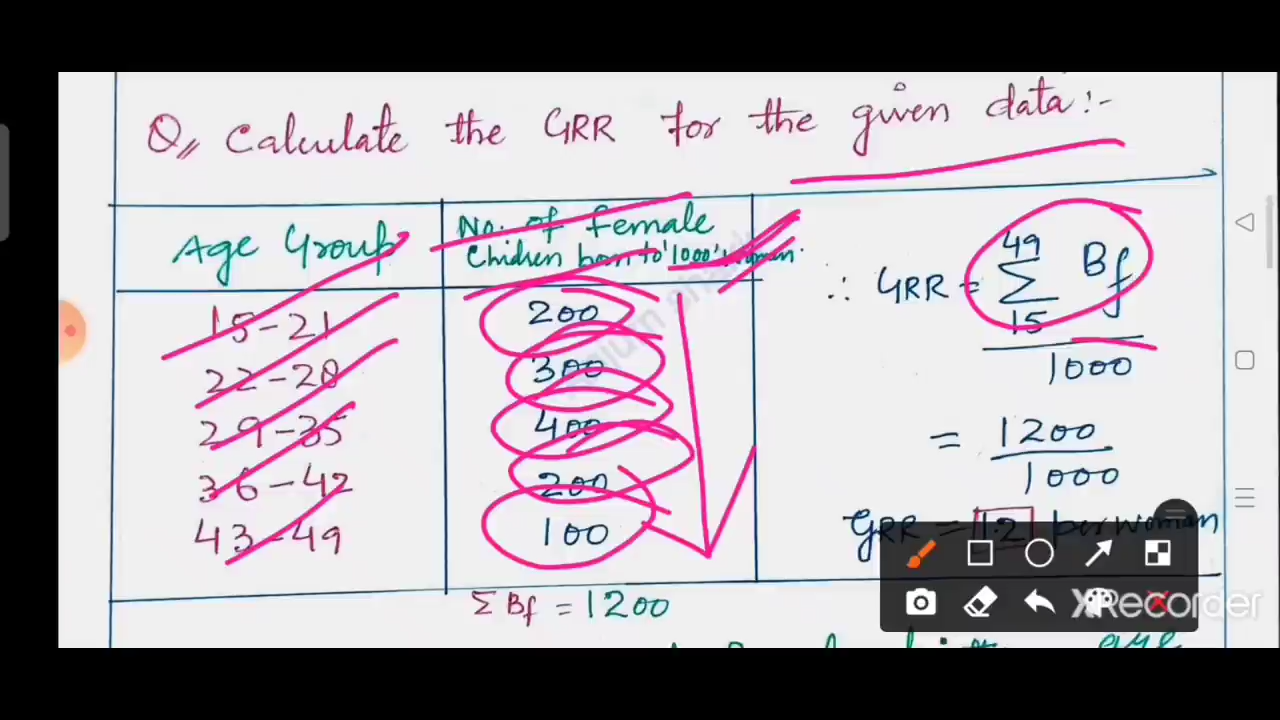 Q,, Calculate the GRR for the given data:-
Age Group
No. of female
Chidren born to '1000' women.
15-21 200
22-28 300
29-35 400
36-42 200
43-49 100
Σ Bf = 1200
∴ GRR = 49
Σ Bf
15
1000
= 1200
1000
GRR = 1.2 per woman
XRecorder